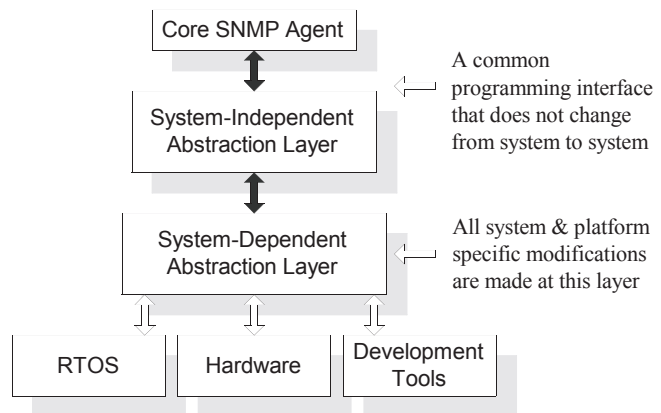 Core SNMP Agent
A common
programming interface
that does not change
from system to system
System-Independent
Abstraction Layer
System-Dependent
Abstraction Layer
All system & platform
specific modifications
are made at this layer
RTOS
Hardware
Development
Tools